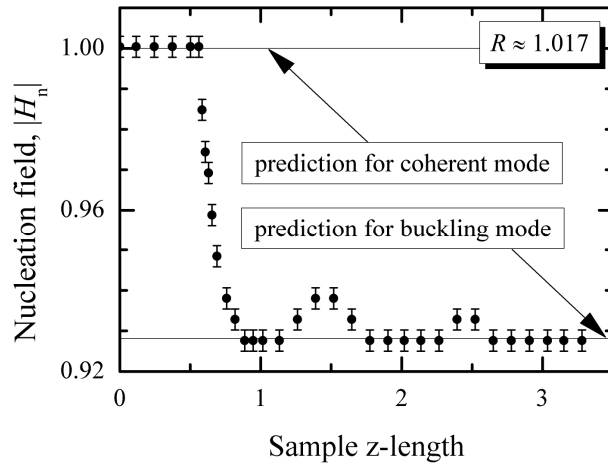 1.00
R ≈ 1.017
Nucleation field, |Hₙ|
prediction for coherent mode
0.96
prediction for buckling mode
0.92
0 1 2 3
Sample z-length